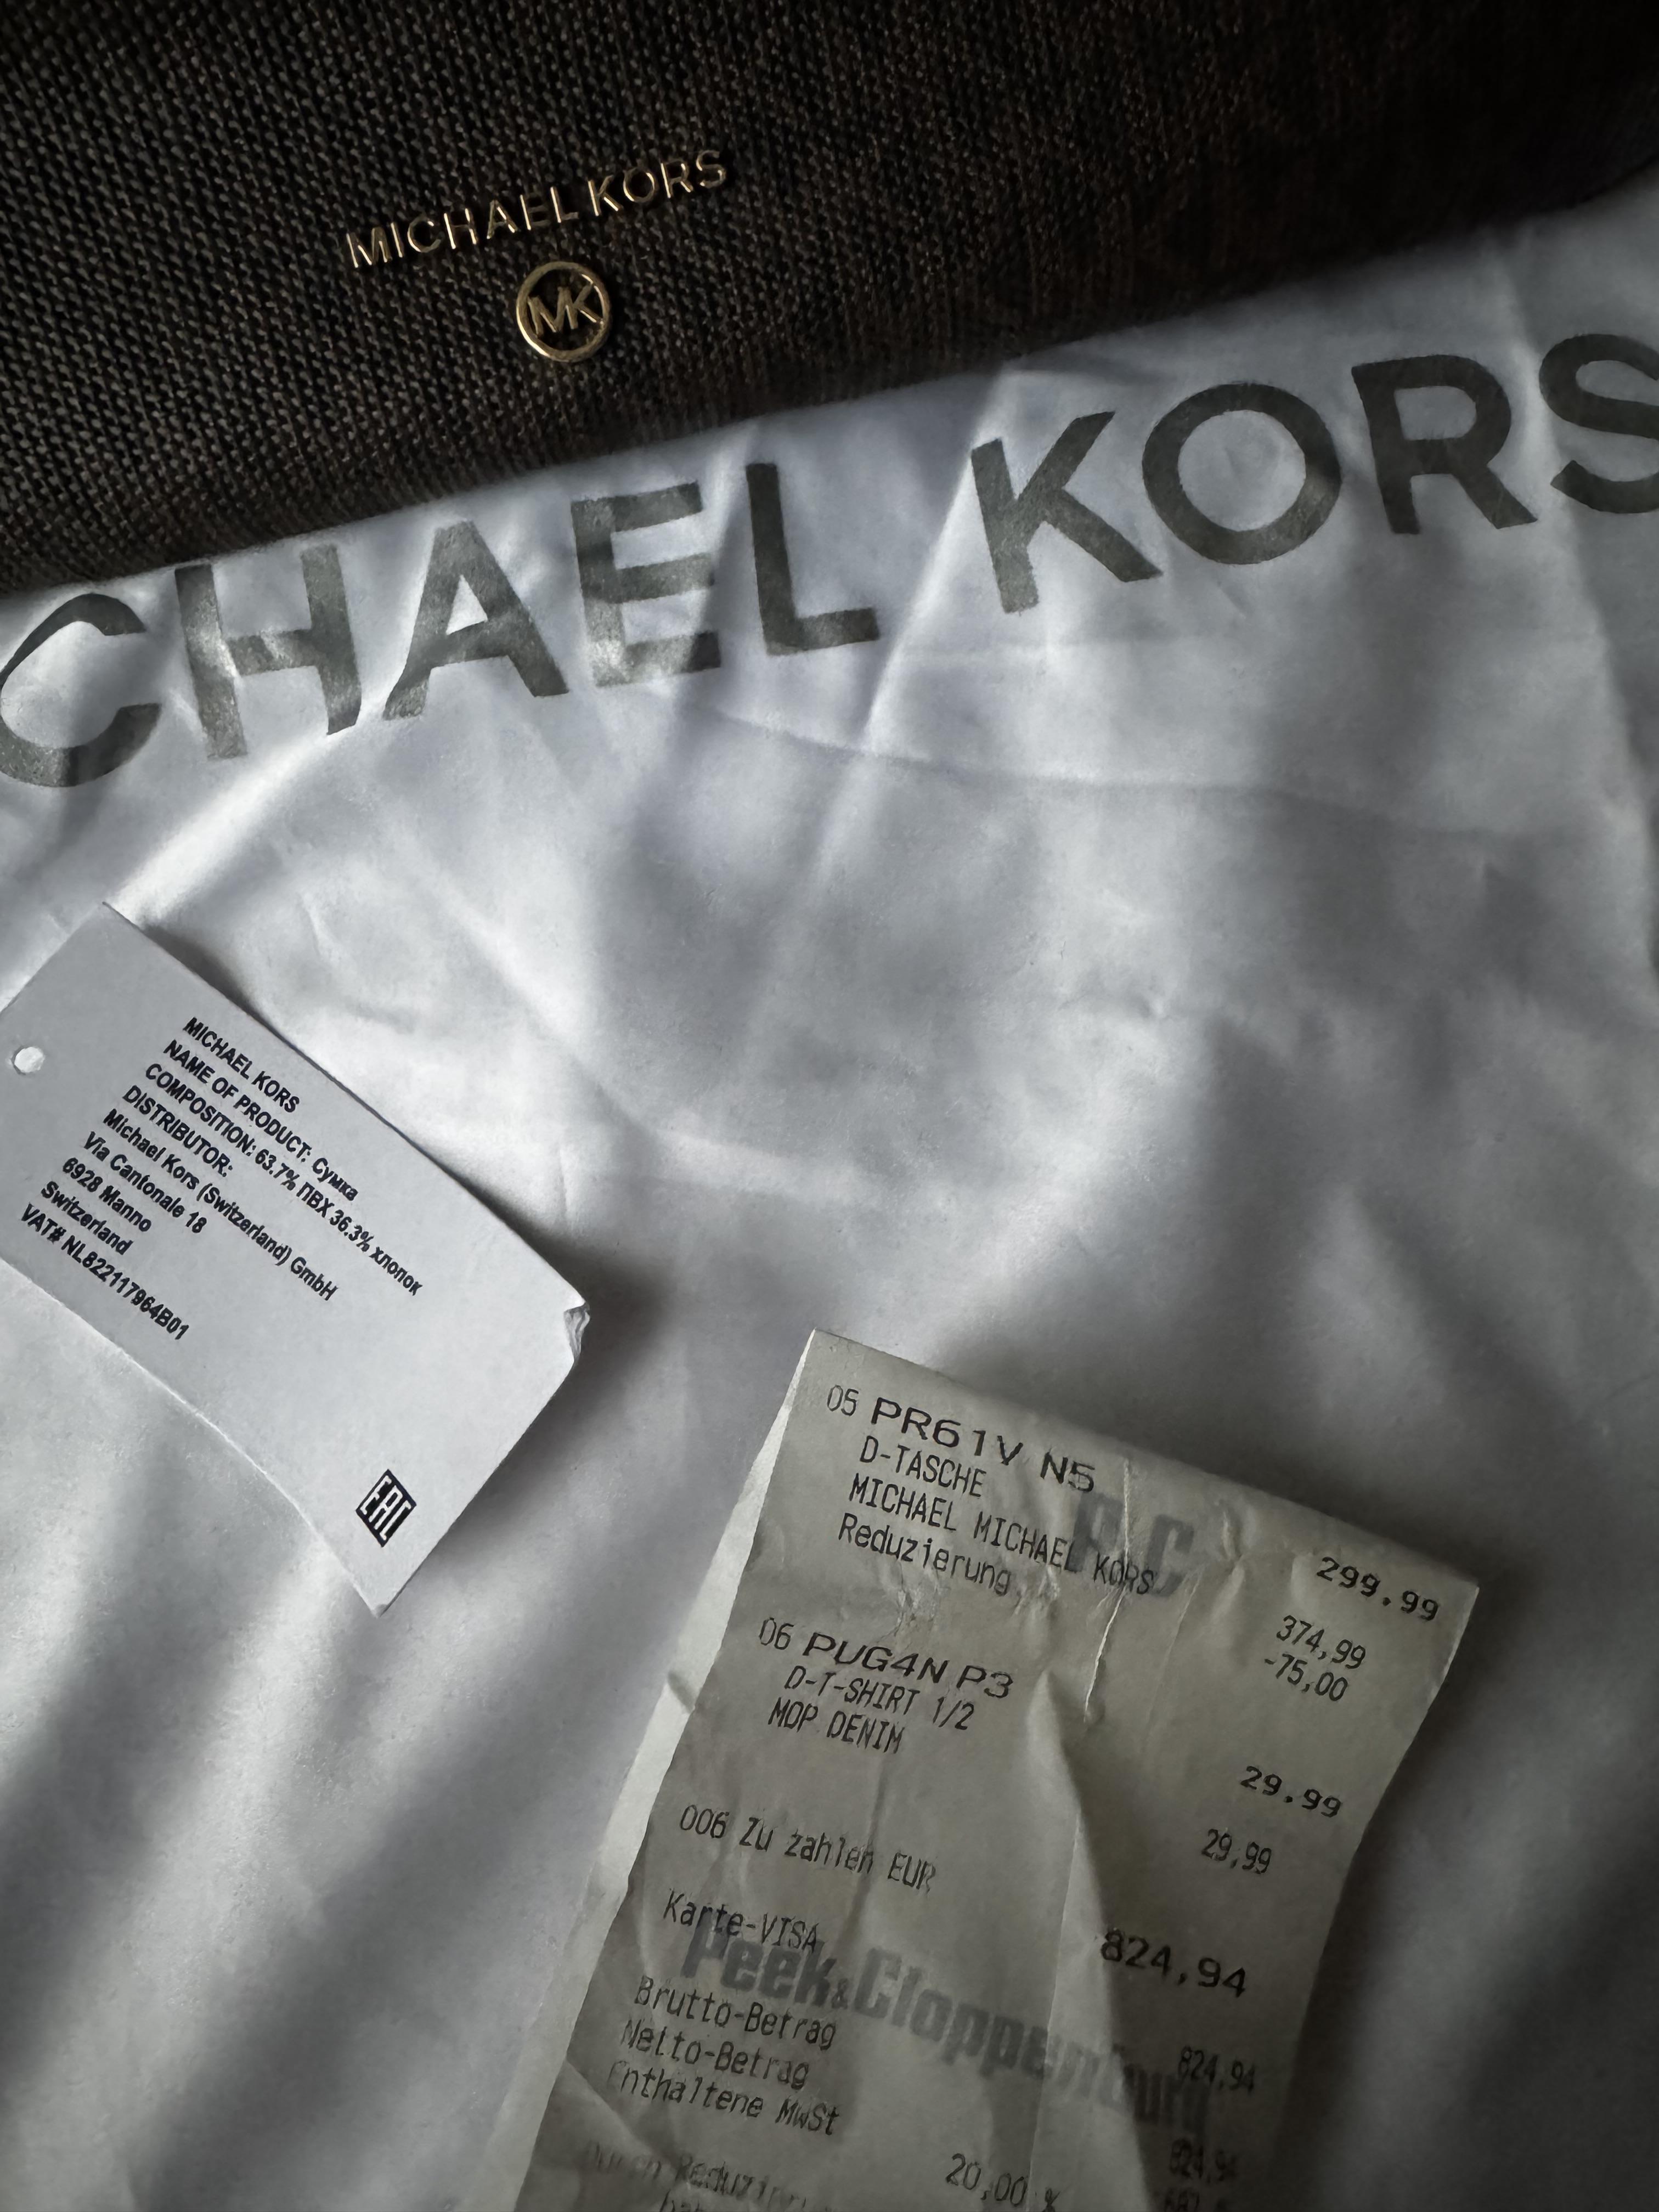 MICHAEL KORS
MK
CHAEL KORS
MICHAEL KORS
NAME OF PRODUCT: Сумка
COMPOSITION: 63.7% ПВХ 36.3% хлопок
DISTRIBUTOR:
Michael Kors (Switzerland) GmbH
Via Cantonale 18
6928 Manno
Switzerland
VAT# NL822117964B01
EAC
05 PR61V N5 299.99
D-TASCHE 374,99
MICHAEL MICHAEL KORS
Reduzierung -75,00
P&C
06 PUG4N P3 29.99
D-T-SHIRT 1/2 29,99
MOP DENIM
006 Zu zahlen EUR 824,94
Karte-VISA 824,94
Peek&Cloppenburg
Brutto-Betrag 824,94
Netto-Betrag
Enthaltene MwSt 20,00 %